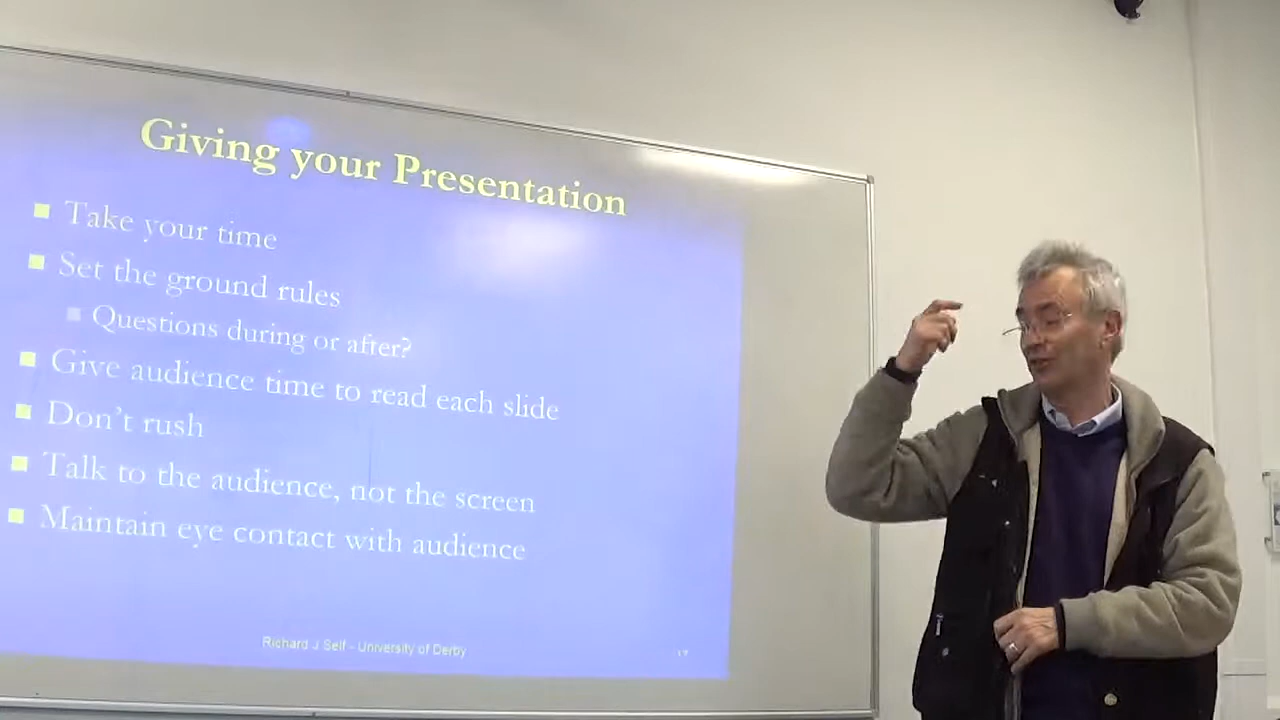 Giving your Presentation
Take your time
Set the ground rules
Questions during or after?
Give audience time to read each slide
Don't rush
Talk to the audience, not the screen
Maintain eye contact with audience
Richard J Self - University of Derby
17